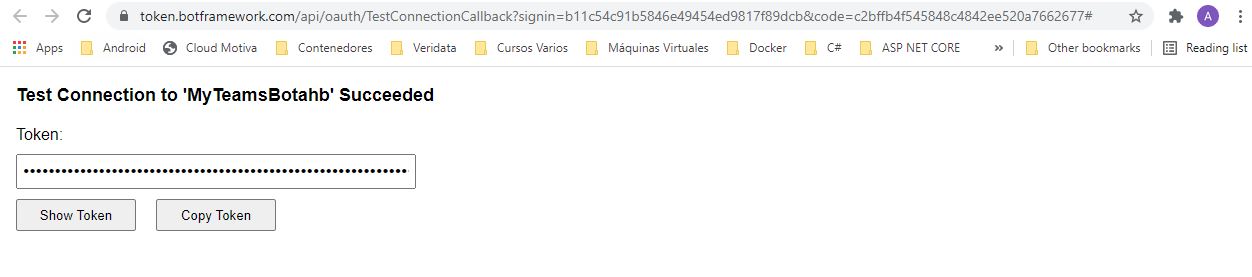 token.botframework.com/api/oauth/TestConnectionCallback?signin=b11c54c91b5846e49454ed9817f89dcb&code=c2bffb4f545848c4842ee520a7662677#
A
Apps Android Cloud Motiva Contenedores Veridata Cursos Varios Máquinas Virtuales Docker C# ASP NET CORE » Other bookmarks Reading list
Test Connection to 'MyTeamsBotahb' Succeeded
Token:
Show Token Copy Token